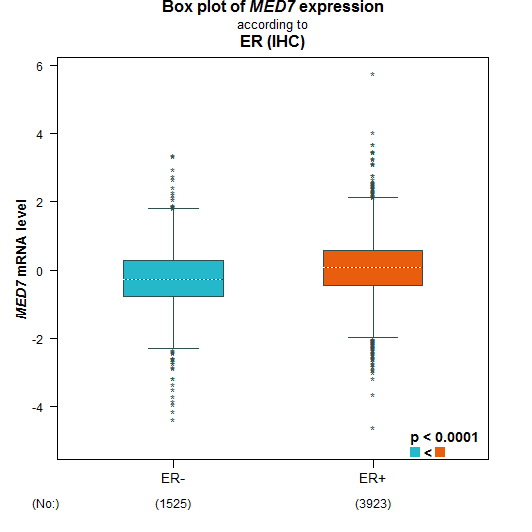 Box plot of MED7 expression
according to
ER (IHC)
MED7 mRNA level
6
4
2
0
-2
-4
p < 0.0001
<
ER-
ER+
(No:)
(1525)
(3923)